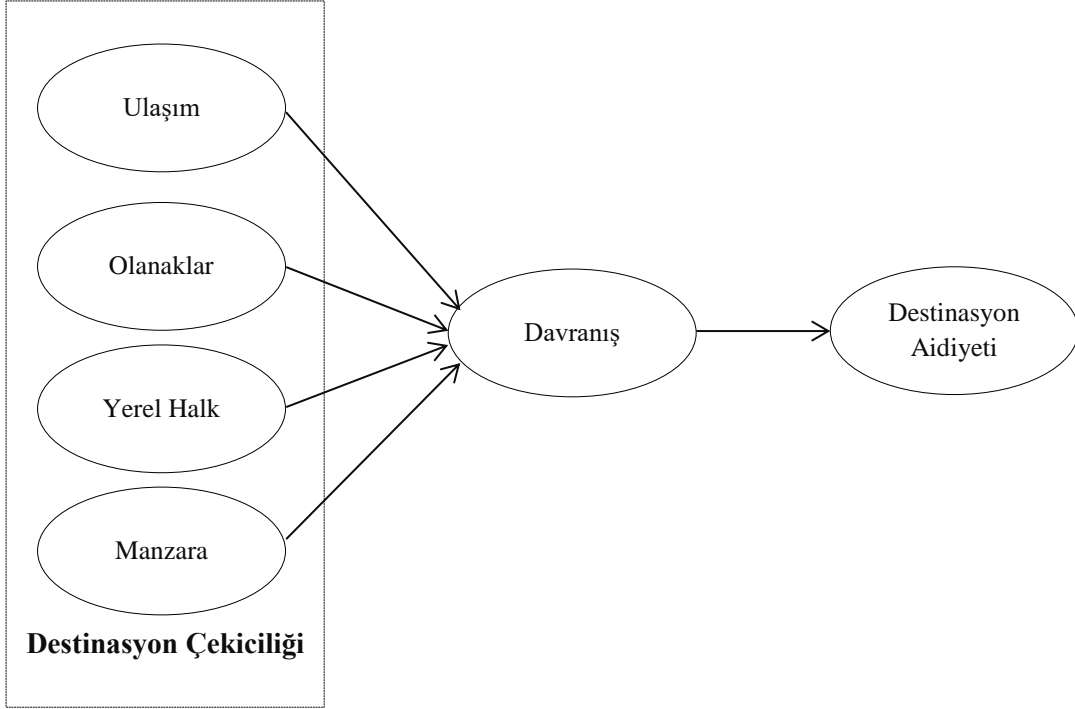 Ulaşım
Olanaklar
Yerel Halk
Manzara
Destinasyon Çekiciliği
Davranış
Destinasyon
Aidiyeti